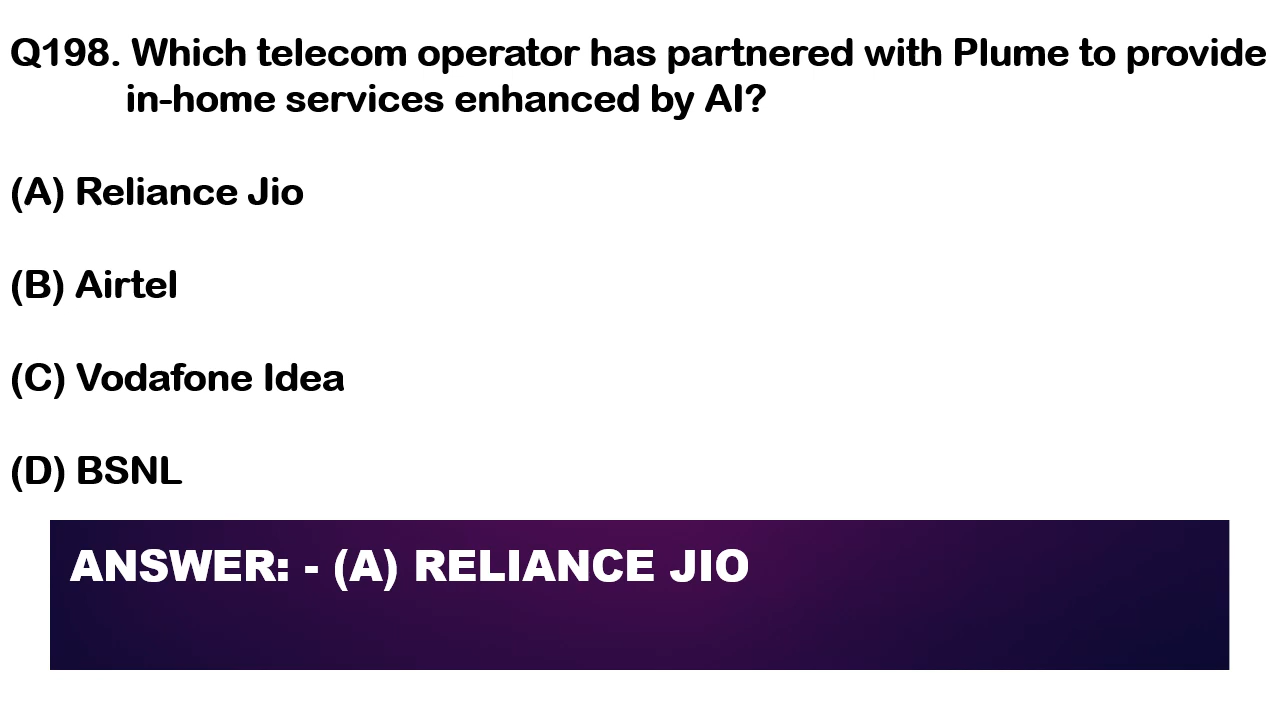 Q198. Which telecom operator has partnered with Plume to provide
in-home services enhanced by AI?
(A) Reliance Jio
(B) Airtel
(C) Vodafone Idea
(D) BSNL
ANSWER: - (A) RELIANCE JIO